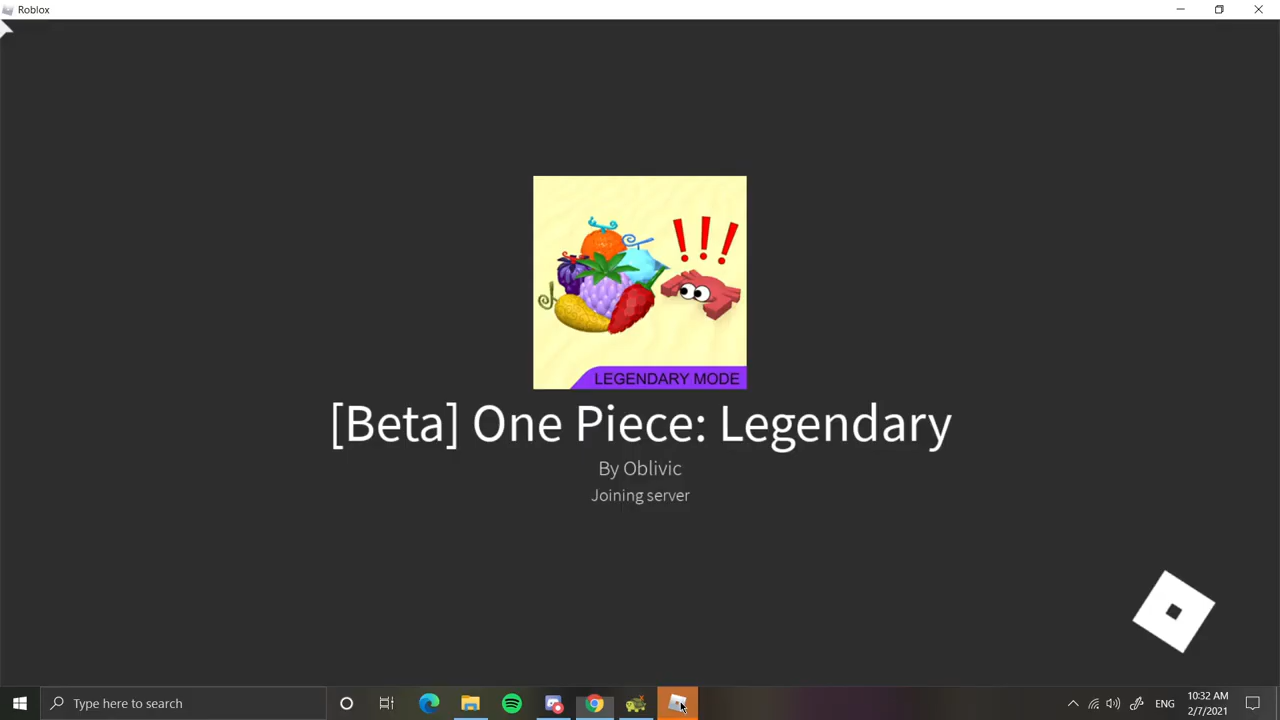 Roblox
!!!
LEGENDARY MODE
[Beta] One Piece: Legendary
By Oblivic
Joining server
Type here to search
ENG
10:32 AM
2/7/2021